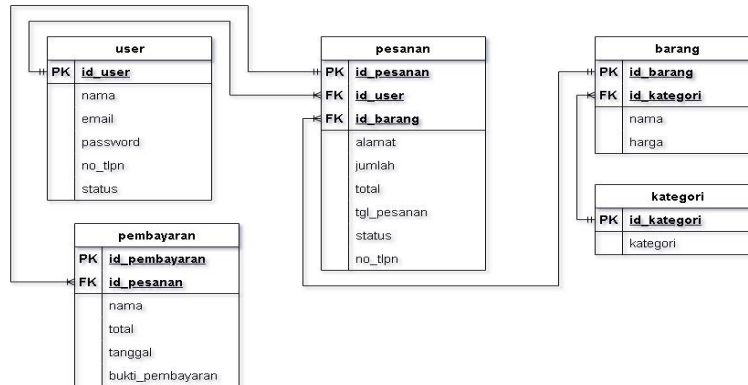 user
PK id_user
nama
email
password
no_tlpn
status
pesanan
PK id_pesanan
FK id_user
FK id_barang
alamat
jumlah
total
tgl_pesanan
status
no_tlpn
barang
PK id_barang
FK id_kategori
nama
harga
kategori
PK id_kategori
kategori
pembayaran
PK id_pembayaran
FK id_pesanan
nama
total
tanggal
bukti_pembayaran